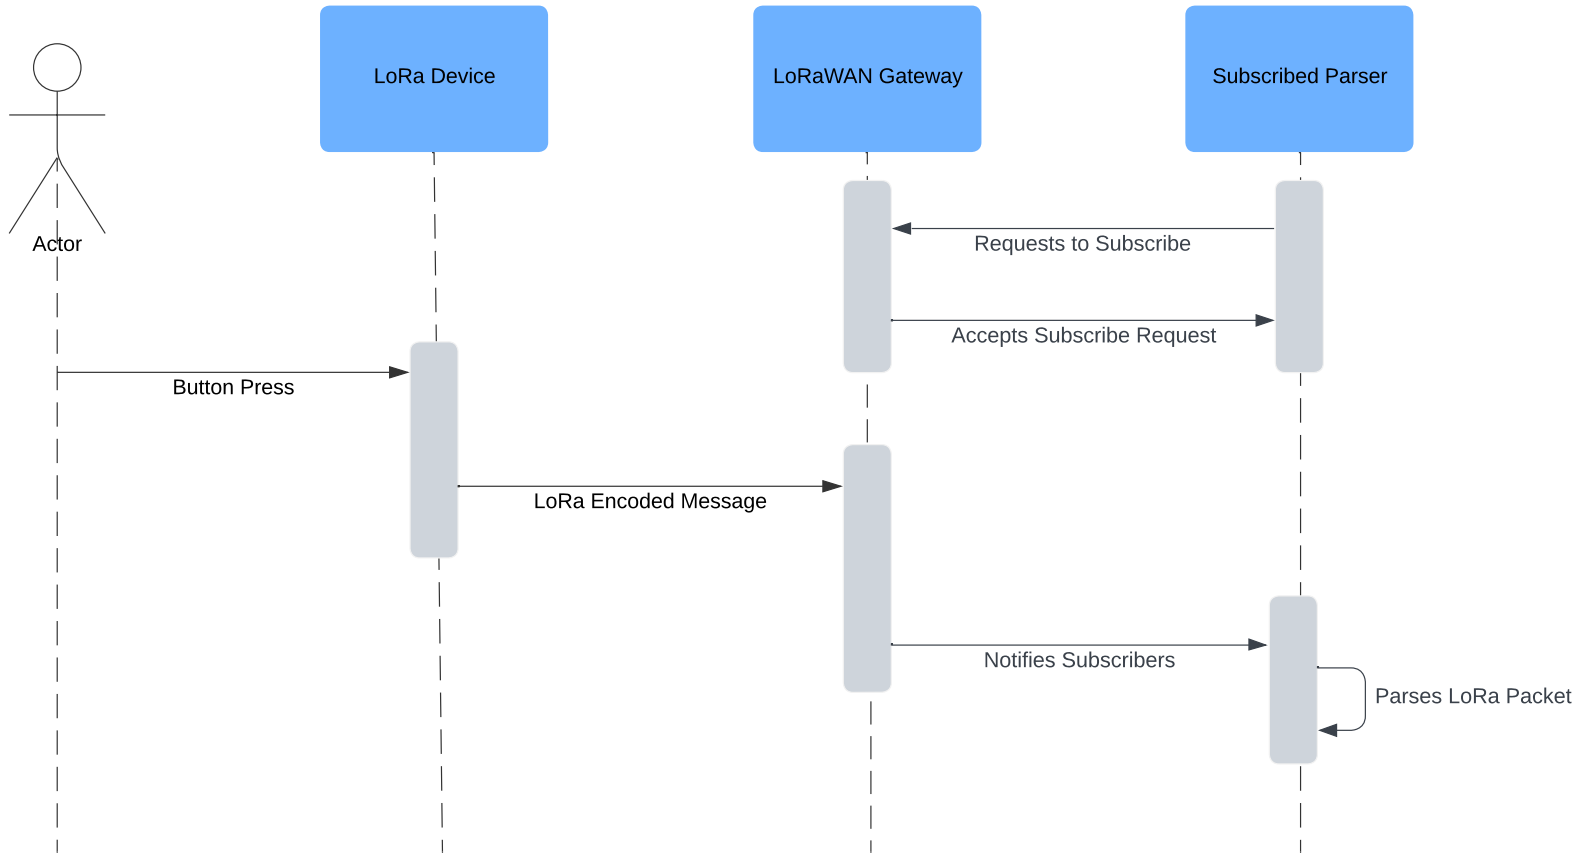 LoRa Device
LoRaWAN Gateway
Subscribed Parser
Actor
Requests to Subscribe
Accepts Subscribe Request
Button Press
LoRa Encoded Message
Notifies Subscribers
Parses LoRa Packet